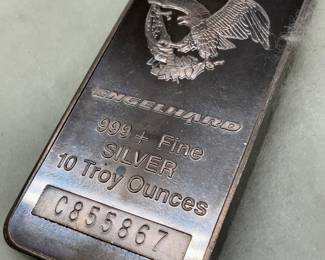 ENGELHARD
999+ Fine
SILVER
10 Troy Ounces
C855867